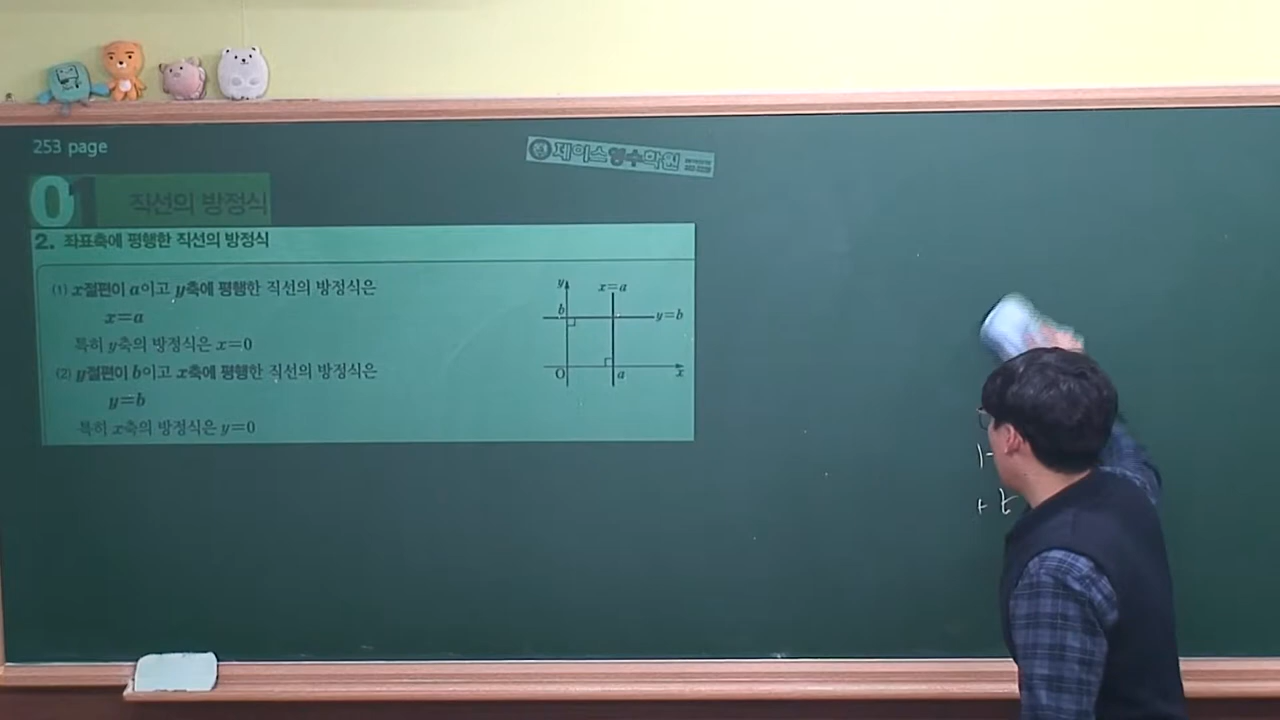 253 page
제이스영수학원
01 직선의 방정식
2. 좌표축에 평행한 직선의 방정식
(1) x절편이 a이고 y축에 평행한 직선의 방정식은
x=a
특히 y축의 방정식은 x=0
(2) y절편이 b이고 x축에 평행한 직선의 방정식은
y=b
특히 x축의 방정식은 y=0
y
x=a
b
y=b
O
a
x
+ t